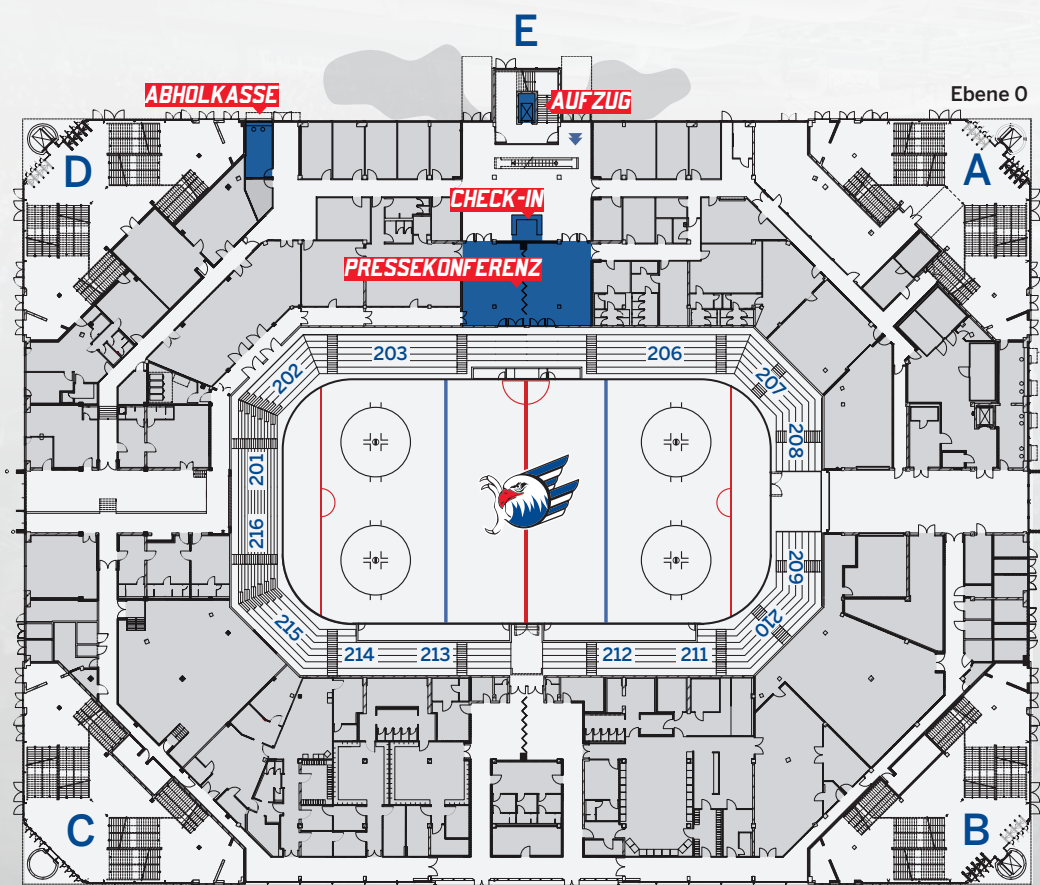 E
ABHOLKASSE
AUFZUG
Ebene 0
D
A
CHECK-IN
PRESSEKONFERENZ
203
206
202
207
208
201
216
209
210
215
214
213
212
211
C
B